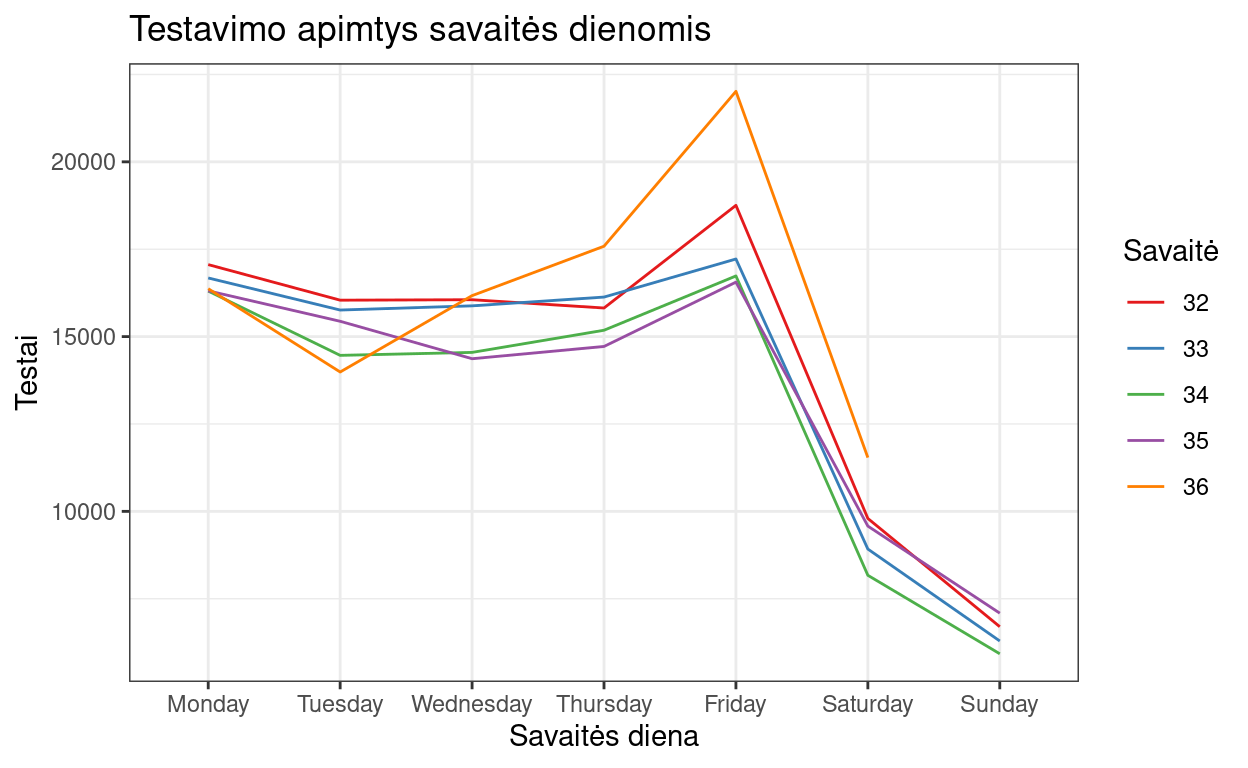 Testavimo apimtys savaitės dienomis
Testai
20000
15000
10000
Monday Tuesday Wednesday Thursday Friday Saturday Sunday
Savaitės diena
Savaitė
32
33
34
35
36